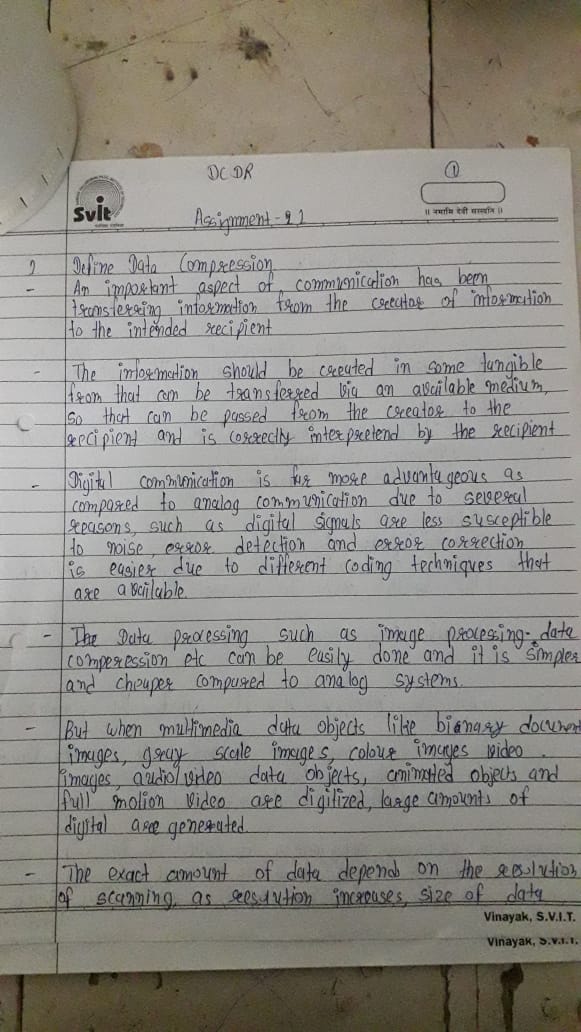 DCDR
①
svit
॥ नमामि देवी सरस्वति ॥
Assignment - 21
Define Data Compression
- An important aspect of communication has been
transferring information from the creator of information
to the intended recipient
- The information should be created in some tangible
from that can be transferred via an available medium,
so that can be passed from the creator to the
recipient and is correctly interpretend by the recipient
- Digital communication is far more advantageous as
compared to analog communication due to several
reasons, such as digital signals are less susceptible
to noise, error detection and error correction
is easier due to different coding techniques that
are available.
- The Data processing such as image processing, data
comperession etc can be easily done and it is simpler
and cheaper compared to analog systems.
- But when multimedia data objects like bianary document
images, gray scale images, colour images video
images, audio/video data objects, animated objects and
full motion video are digitized, large amounts of
digital are generated
- The exact amount of data depend on the resolution
of scanning, as resolution increases, size of data
Vinayak, S.V.I.T.
Vinayak, S.V.I.T.